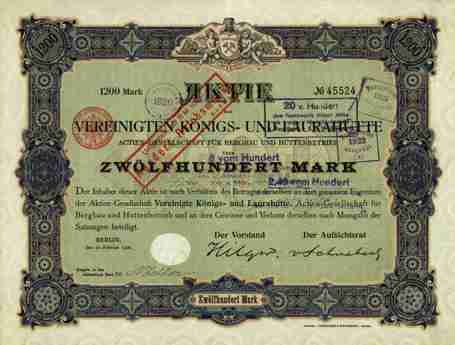 1200
1200
1200 Mark
AKTIE
№ 45524
20 v. Hundert
VEREINIGTEN KÖNIGS- UND LAURAHÜTTE
ACTIEN-GESELLSCHAFT FÜR BERGBAU UND HÜTTENBETRIEB
ÜBER
8 vom Hundert
ZWÖLFHUNDERT MARK
vom Hundert
Der Inhaber dieser Aktie ist nach Verhältnis des Betrages derselben an dem gesamten Eigentum
der Aktien-Gesellschaft Vereinigte Königs- und Laurahütte, Actien-Gesellschaft für
Bergbau und Hüttenbetrieb und an dem Gewinne und Verluste derselben nach Massgabe der
Satzungen beteiligt.
BERLIN,
Der Vorstand
Der Aufsichtsrat
Zwölfhundert Mark